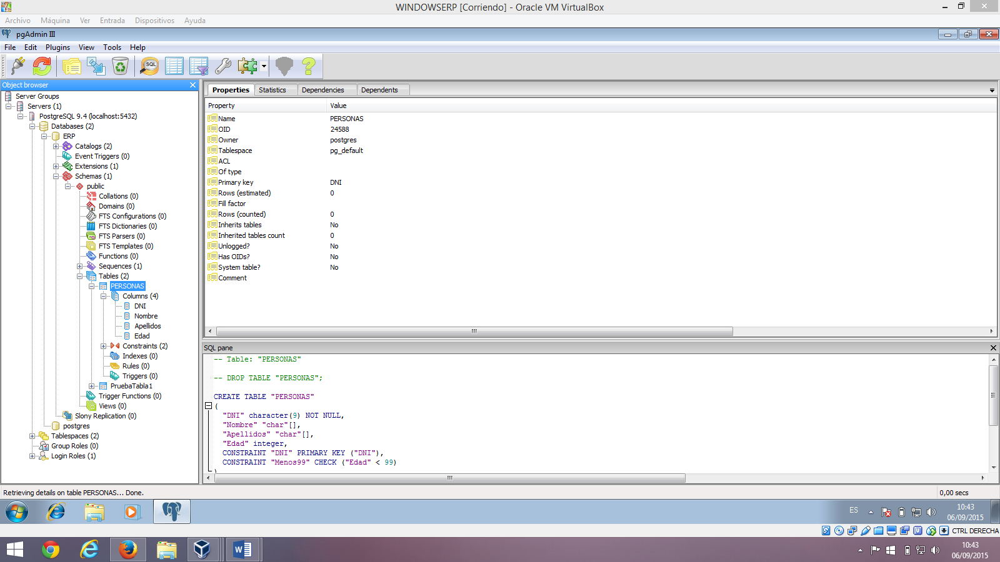 WINDOWSERP [Corriendo] - Oracle VM VirtualBox
Archivo Máquina Ver Entrada Dispositivos Ayuda
pgAdmin III
File Edit Plugins View Tools Help
SQL
Object browser
Server Groups
Servers (1)
PostgreSQL 9.4 (localhost:5432)
Databases (2)
ERP
Catalogs (2)
Event Triggers (0)
Extensions (1)
Schemas (1)
public
Collations (0)
Domains (0)
FTS Configurations (0)
FTS Dictionaries (0)
FTS Parsers (0)
FTS Templates (0)
Functions (0)
Sequences (1)
Tables (2)
PERSONAS
Columns (4)
DNI
Nombre
Apellidos
Edad
Constraints (2)
Indexes (0)
Rules (0)
Triggers (0)
PruebaTabla1
Trigger Functions (0)
Views (0)
Slony Replication (0)
postgres
Tablespaces (2)
Group Roles (0)
Login Roles (1)
Properties Statistics Dependencies Dependents
Property Value
Name PERSONAS
OID 24588
Owner postgres
Tablespace pg_default
ACL
Of type
Primary key DNI
Rows (estimated) 0
Fill factor
Rows (counted) 0
Inherits tables No
Inherited tables count 0
Unlogged? No
Has OIDs? No
System table? No
Comment
SQL pane
-- Table: "PERSONAS"
-- DROP TABLE "PERSONAS";
CREATE TABLE "PERSONAS"
(
"DNI" character(9) NOT NULL,
"Nombre" "char"[],
"Apellidos" "char"[],
"Edad" integer,
CONSTRAINT "DNI" PRIMARY KEY ("DNI"),
CONSTRAINT "Menos99" CHECK ("Edad" < 99)
)
Retrieving details on table PERSONAS... Done. 0,00 secs
ES 10:43
06/09/2015
CTRL DERECHA
10:43
06/09/2015